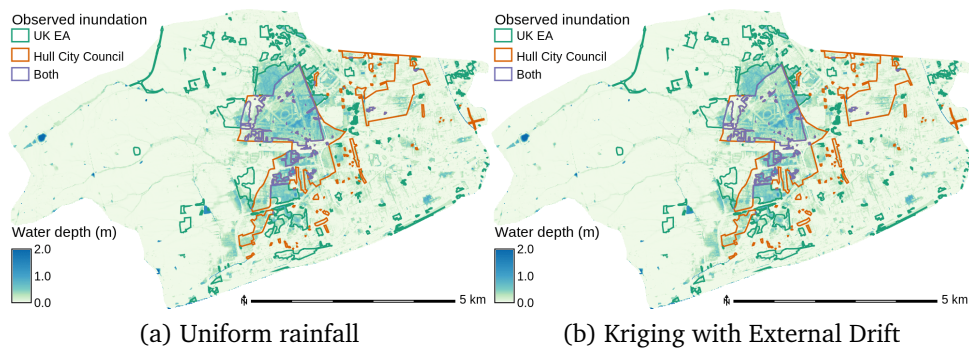 Observed inundation
UK EA
Hull City Council
Both
Water depth (m)
2.0
1.0
0.0
N
5 km
(a) Uniform rainfall
Observed inundation
UK EA
Hull City Council
Both
Water depth (m)
2.0
1.0
0.0
N
5 km
(b) Kriging with External Drift